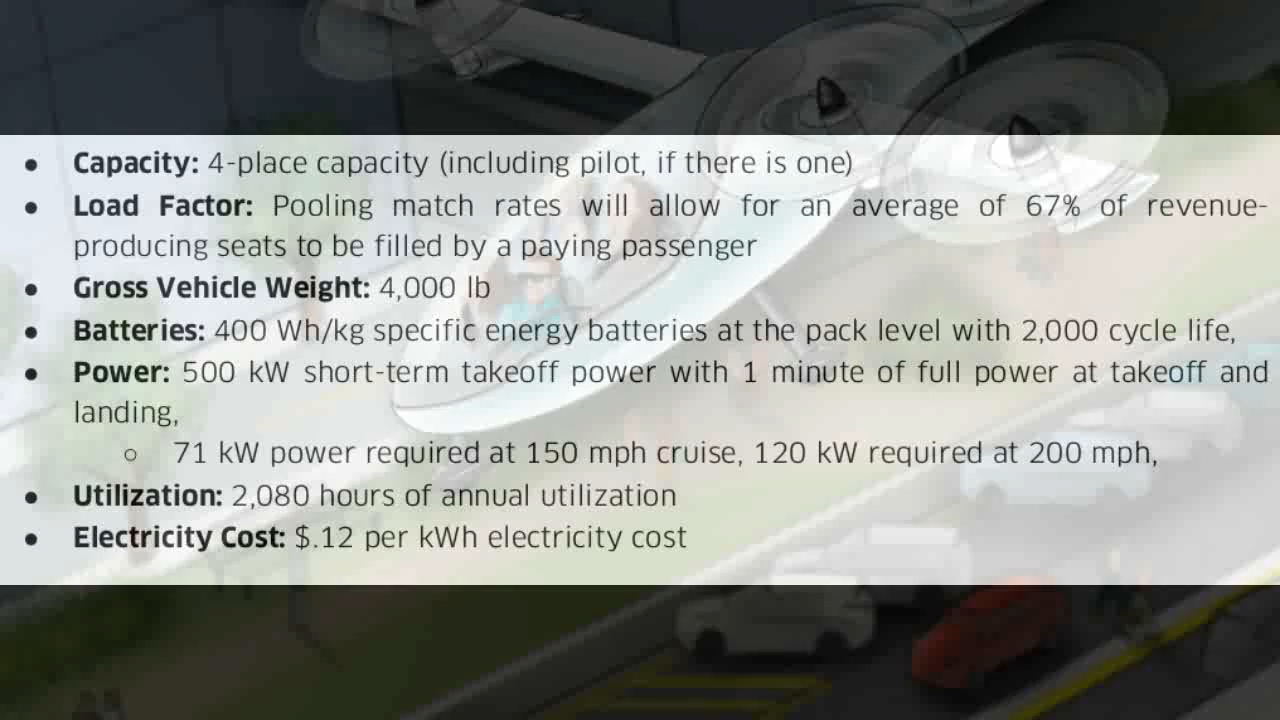 ● Capacity: 4-place capacity (including pilot, if there is one)
● Load Factor: Pooling match rates will allow for an average of 67% of revenue-
producing seats to be filled by a paying passenger
● Gross Vehicle Weight: 4,000 lb
● Batteries: 400 Wh/kg specific energy batteries at the pack level with 2,000 cycle life,
● Power: 500 kW short-term takeoff power with 1 minute of full power at takeoff and
landing,
○ 71 kW power required at 150 mph cruise, 120 kW required at 200 mph,
● Utilization: 2,080 hours of annual utilization
● Electricity Cost: $.12 per kWh electricity cost